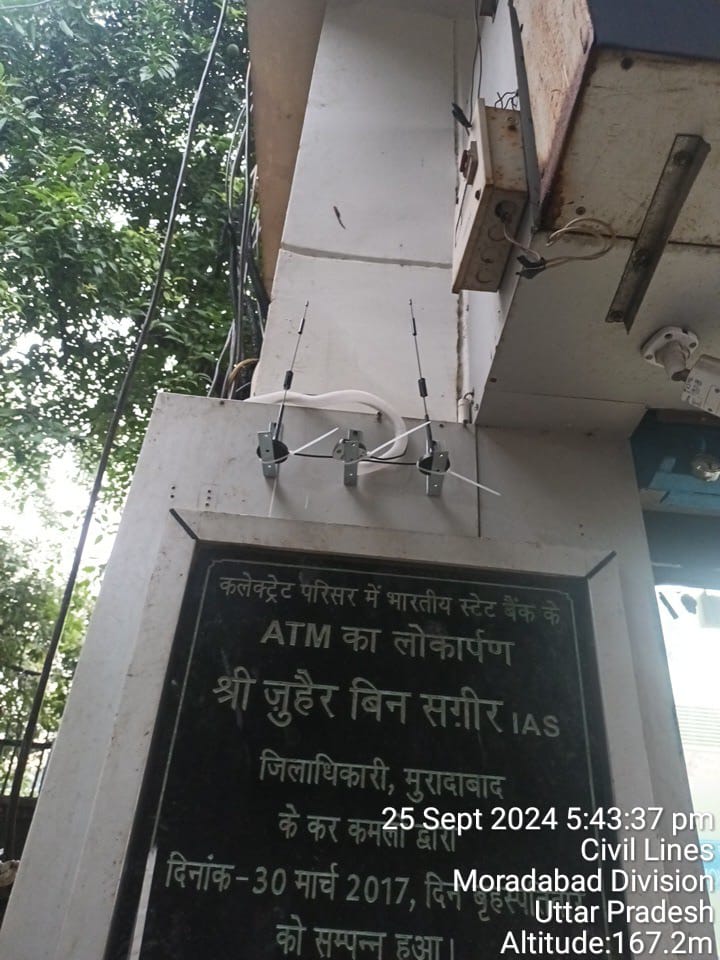 कलेक्ट्रेट परिसर में भारतीय स्टेट बैंक के
ATM का लोकार्पण
श्री ज़ुहैर बिन सग़ीर IAS
जिलाधिकारी, मुरादाबाद
के कर कमलों द्वारा
दिनांक-30 मार्च 2017, दिन
को सम्पन्न हुआ।
25 Sept 2024 5:43:37 pm
Civil Lines
Moradabad Division
Uttar Pradesh
Altitude:167.2m